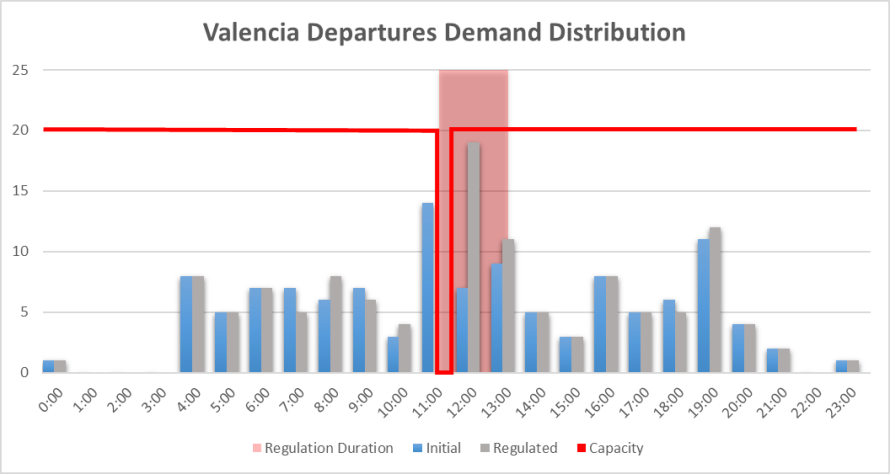 Valencia Departures Demand Distribution
25
20
15
10
5
0
0:00 1:00 2:00 3:00 4:00 5:00 6:00 7:00 8:00 9:00 10:00 11:00 12:00 13:00 14:00 15:00 16:00 17:00 18:00 19:00 20:00 21:00 22:00 23:00
Regulation Duration Initial Regulated Capacity